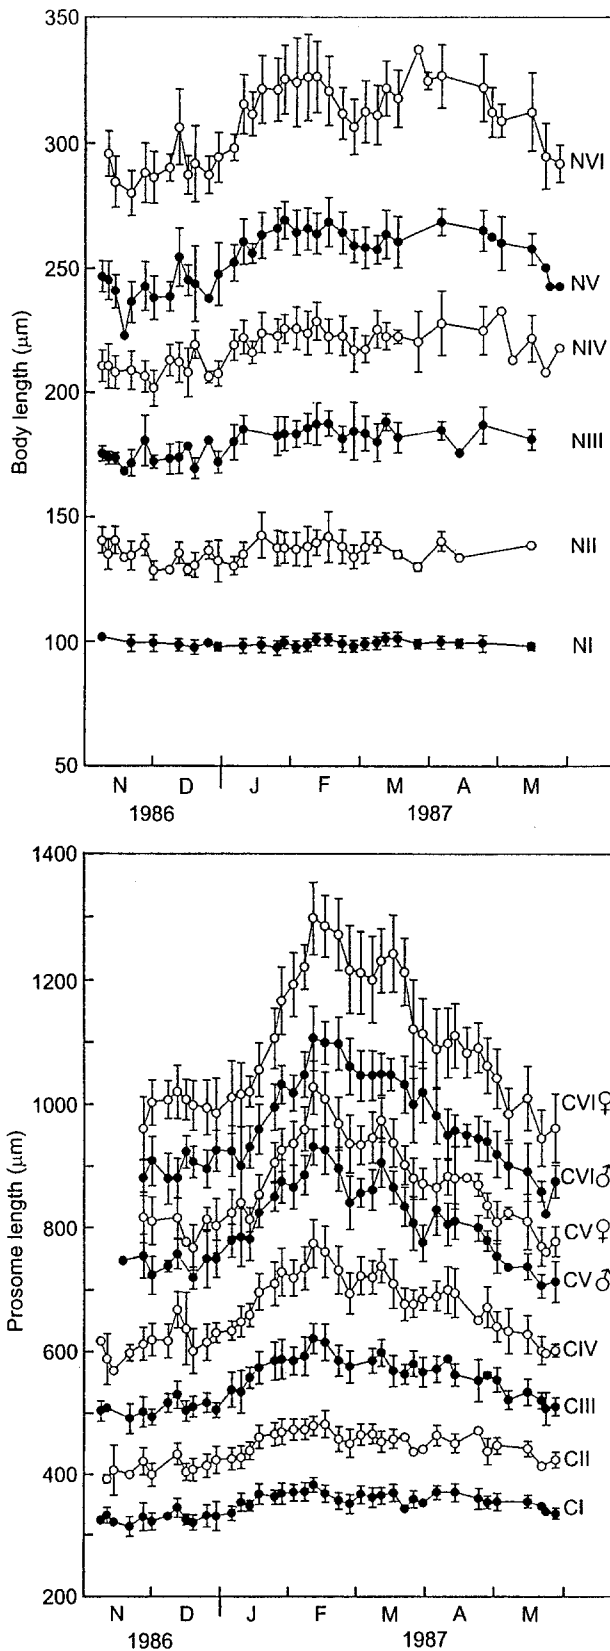 350
300
250
200
150
100
50
Body length (μm)
NVI
NV
NIV
NIII
NII
NI
N D J F M A M
1986 1987
1400
1200
1000
800
600
400
200
Prosome length (μm)
CVI♀
CVI♂
CV♀
CV♂
CIV
CIII
CII
CI
N D J F M A M
1986 1987